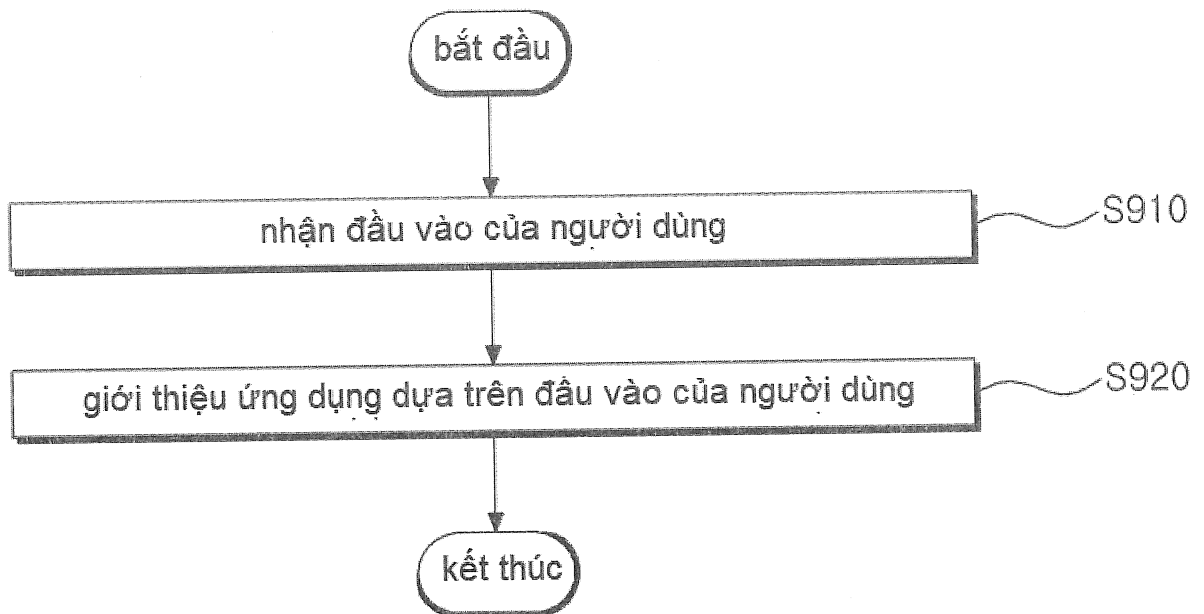 bắt đầu
nhận đầu vào của người dùng
S910
giới thiệu ứng dụng dựa trên đầu vào của người dùng
S920
kết thúc